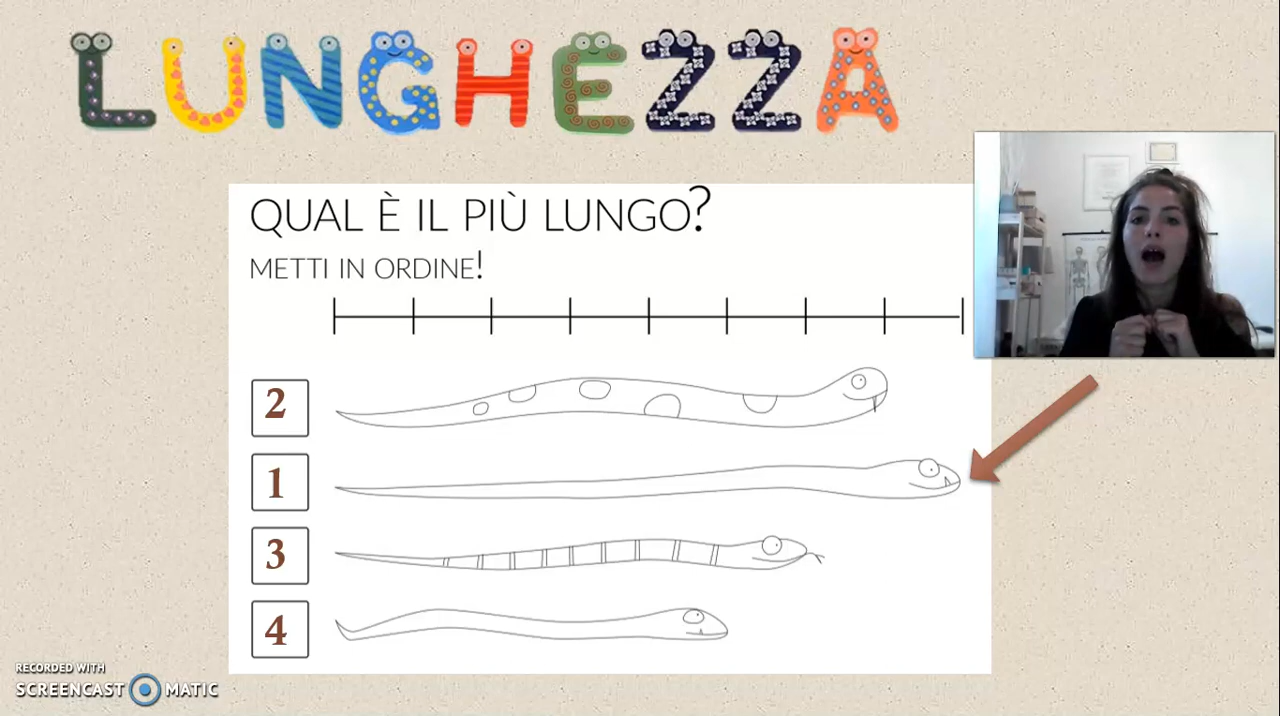 LUNGHEZZA
QUAL È IL PIÙ LUNGO?
METTI IN ORDINE!
2
1
3
4
RECORDED WITH
SCREENCAST MATIC